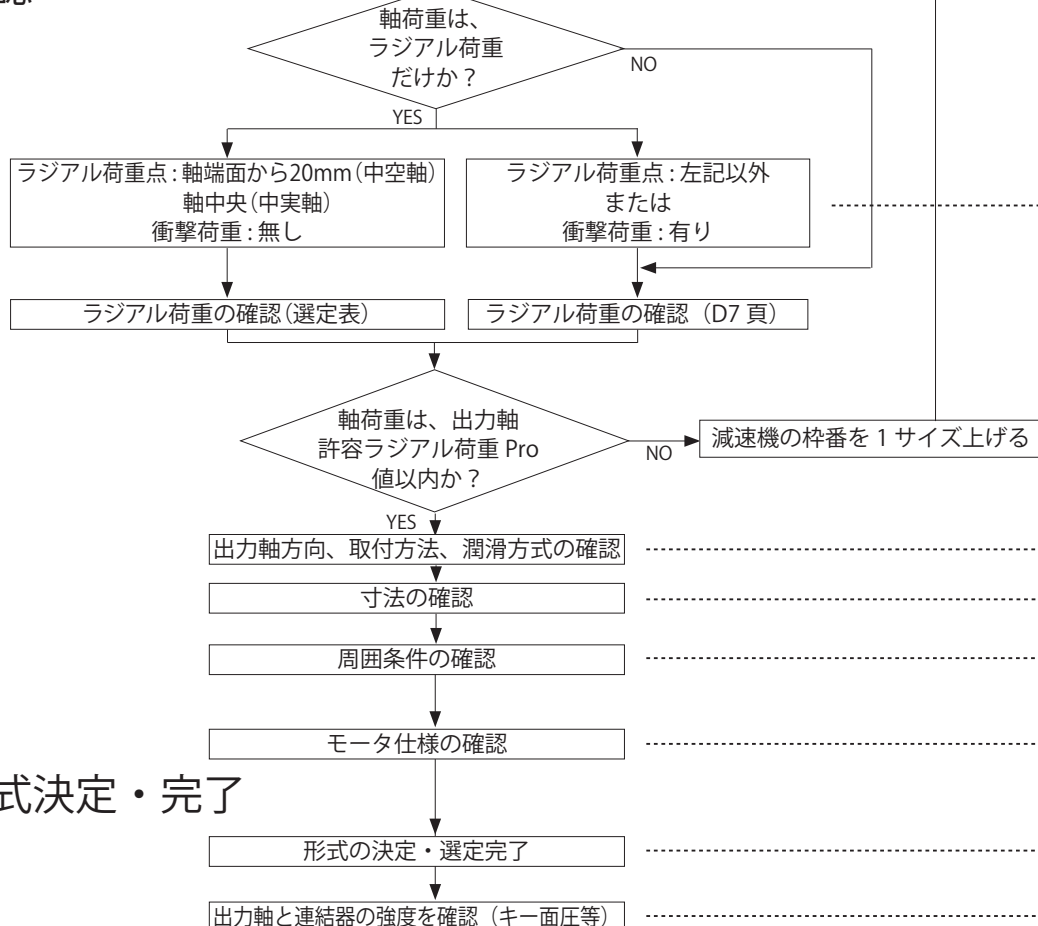 軸荷重は、
ラジアル荷重
だけか？
NO
YES
ラジアル荷重点：軸端面から20mm（中空軸）
軸中央（中実軸）
衝撃荷重：無し
ラジアル荷重点：左記以外
または
衝撃荷重：有り
ラジアル荷重の確認（選定表）
ラジアル荷重の確認（D7 頁）
軸荷重は、出力軸
許容ラジアル荷重 Pro
値以内か？
NO
減速機の枠番を 1 サイズ上げる
YES
出力軸方向、取付方法、潤滑方式の確認
寸法の確認
周囲条件の確認
モータ仕様の確認
式決定・完了
形式の決定・選定完了
出力軸と連結器の強度を確認（キー面圧等）